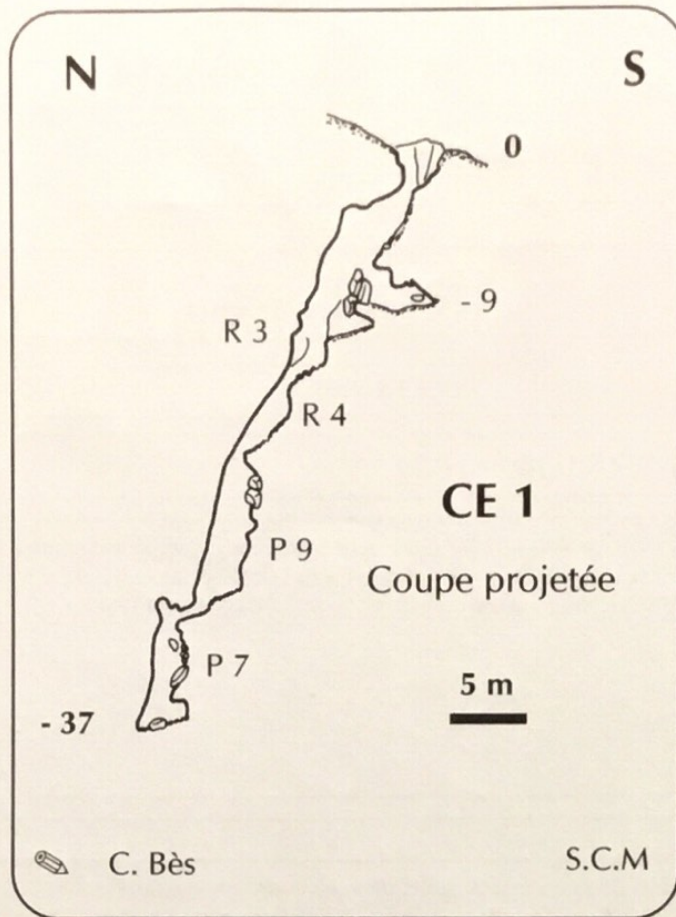 N S
0
- 9
R 3
R 4
CE 1
P 9
Coupe projetée
P 7
5 m
- 37
C. Bès S.C.M